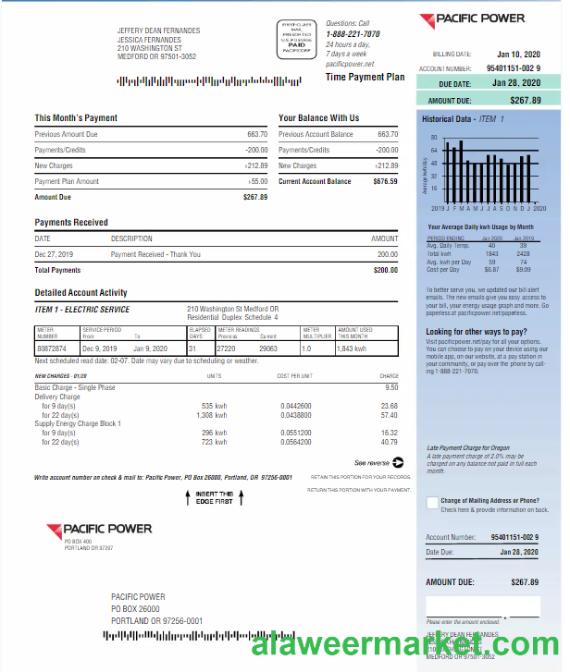 JEFFERY DEAN FERNANDES
JESSICA FERNANDES
210 WASHINGTON ST
MEDFORD OR 97501-3052
PAID
Questions: Call
1-888-221-7070
24 hours a day,
7 days a week
pacificpower.net
Time Payment Plan
PACIFIC POWER
BILLING DATE: Jan 10, 2020
ACCOUNT NUMBER: 95401151-002 9
DUE DATE: Jan 28, 2020
AMOUNT DUE: $267.89
This Month's Payment
Previous Amount Due 663.70
Payments/Credits -200.00
New Charges +212.89
Payment Plan Amount +55.00
Amount Due $267.89
Your Balance With Us
Previous Account Balance 663.70
Payments/Credits -200.00
New Charges +212.89
Current Account Balance $676.59
Payments Received
DATE DESCRIPTION AMOUNT
Dec 27, 2019 Payment Received - Thank You 200.00
Total Payments $200.00
Detailed Account Activity
ITEM 1 - ELECTRIC SERVICE
210 Washington St Medford OR
Residential Duplex Schedule 4
METER NUMBER SERVICE PERIOD From To ELAPSED DAYS METER READINGS Previous Current METER MULTIPLIER AMOUNT USED THIS MONTH
80872874 Dec 9, 2019 Jan 9, 2020 31 27220 29063 1.0 1,843 kwh
Next scheduled read date: 02-07. Date may vary due to scheduling or weather.
NEW CHARGES - 01/20 UNITS COST PER UNIT CHARGE
Basic Charge - Single Phase 9.50
Delivery Charge
for 9 day(s) 535 kwh 0.0442600 23.68
for 22 day(s) 1,308 kwh 0.0438800 57.40
Supply Energy Charge Block 1
for 9 day(s) 296 kwh 0.0551200 16.32
for 22 day(s) 723 kwh 0.0564200 40.79
See reverse
Historical Data - ITEM 1
Average kwh/day
80
64
48
32
16
2019 J F M A M J J A S O N D J 2020
Your Average Daily kwh Usage by Month
PERIOD ENDING Jan 2020 Jan 2019
Avg. Daily Temp. 40 39
Total kwh 1843 2428
Avg. kwh per Day 59 74
Cost per Day $6.87 $9.09
To better serve you, we updated our bill alert
emails. The new emails give you easy access to
your bill, your energy usage graph and more. Go
paperless at pacificpower.net/paperless.
Looking for other ways to pay?
Visit pacificpower.net/pay for all your options.
You can choose to pay on your device using our
mobile app, on our website, at a pay station in
your community, or pay over the phone by call-
ing 1-888-221-7070.
Late Payment Charge for Oregon
A late payment charge of 2.0% may be
charged on any balance not paid in full each
month.
Write account number on check & mail to: Pacific Power, PO Box 26000, Portland, OR 97256-0001
RETAIN THIS PORTION FOR YOUR RECORDS.
RETURN THIS PORTION WITH YOUR PAYMENT.
INSERT THIS
EDGE FIRST
Change of Mailing Address or Phone?
Check here & provide information on back.
PACIFIC POWER
PO BOX 400
PORTLAND OR 97207
Account Number: 95401151-002 9
Date Due: Jan 28, 2020
AMOUNT DUE: $267.89
Please enter the amount enclosed.
PACIFIC POWER
PO BOX 26000
PORTLAND OR 97256-0001
JEFFERY DEAN FERNANDES
MEDFORD OR 97501-3052
alaweermarket.com